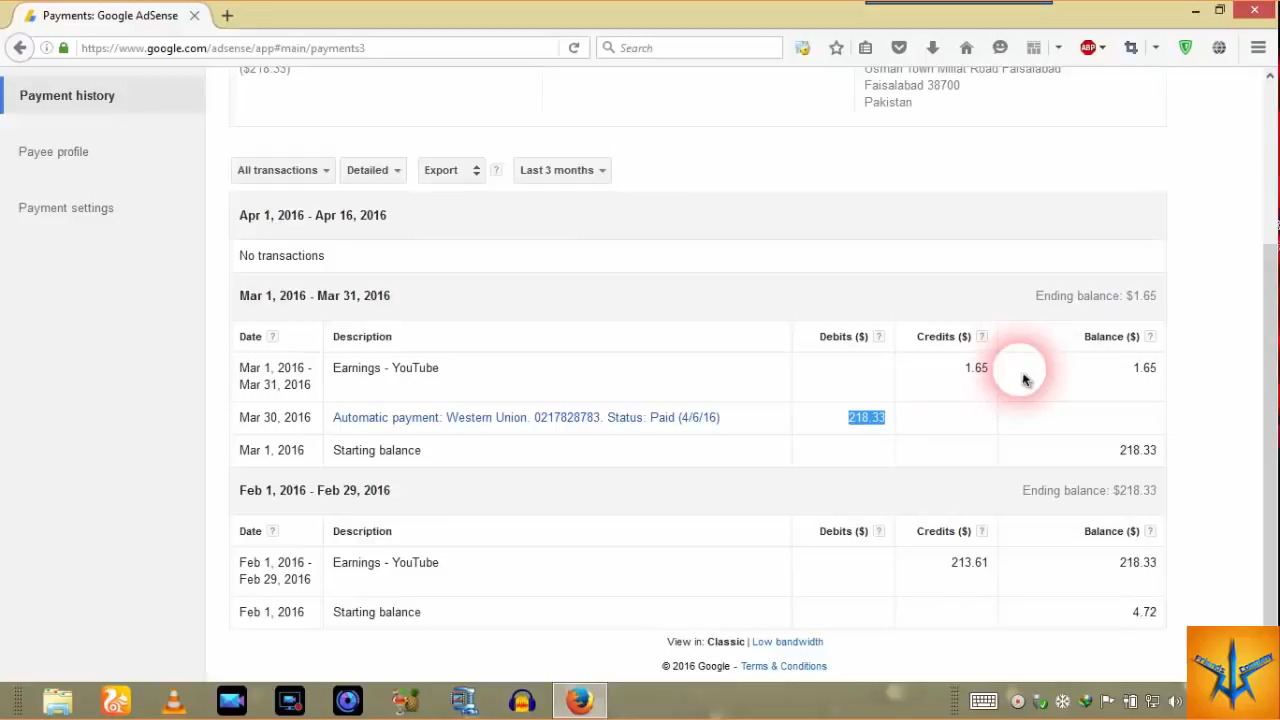 Payments: Google AdSense
https://www.google.com/adsense/app#main/payments3
Search
ABP
Payment history
Payee profile
Payment settings
($218.33)
Usman Town Millat Road Faisalabad
Faisalabad 38700
Pakistan
All transactions
Detailed
Export
?
Last 3 months
Apr 1, 2016 - Apr 16, 2016
No transactions
Mar 1, 2016 - Mar 31, 2016 Ending balance: $1.65
Date ? Description Debits ($) ? Credits ($) ? Balance ($) ?
Mar 1, 2016 - Earnings - YouTube 1.65 1.65
Mar 31, 2016
Mar 30, 2016 Automatic payment: Western Union. 0217828783. Status: Paid (4/6/16) 218.33
Mar 1, 2016 Starting balance 218.33
Feb 1, 2016 - Feb 29, 2016 Ending balance: $218.33
Date ? Description Debits ($) ? Credits ($) ? Balance ($) ?
Feb 1, 2016 - Earnings - YouTube 213.61 218.33
Feb 29, 2016
Feb 1, 2016 Starting balance 4.72
View in: Classic | Low bandwidth
© 2016 Google - Terms & Conditions
Friends Company